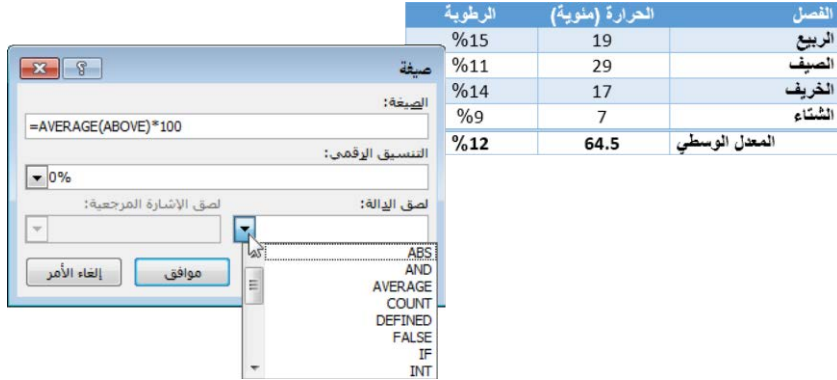 الفصل الحرارة (مئوية) الرطوبة
الربيع 19 %15
الصيف 29 %11
الخريف 17 %14
الشتاء 7 %9
المعدل الوسطي 64.5 %12
صيغة
الصيغة:
=AVERAGE(ABOVE)*100
التنسيق الرقمي:
0%
لصق الدالة: لصق الإشارة المرجعية:
ABS
AND
AVERAGE
COUNT
DEFINED
FALSE
IF
INT
موافق إلغاء الأمر